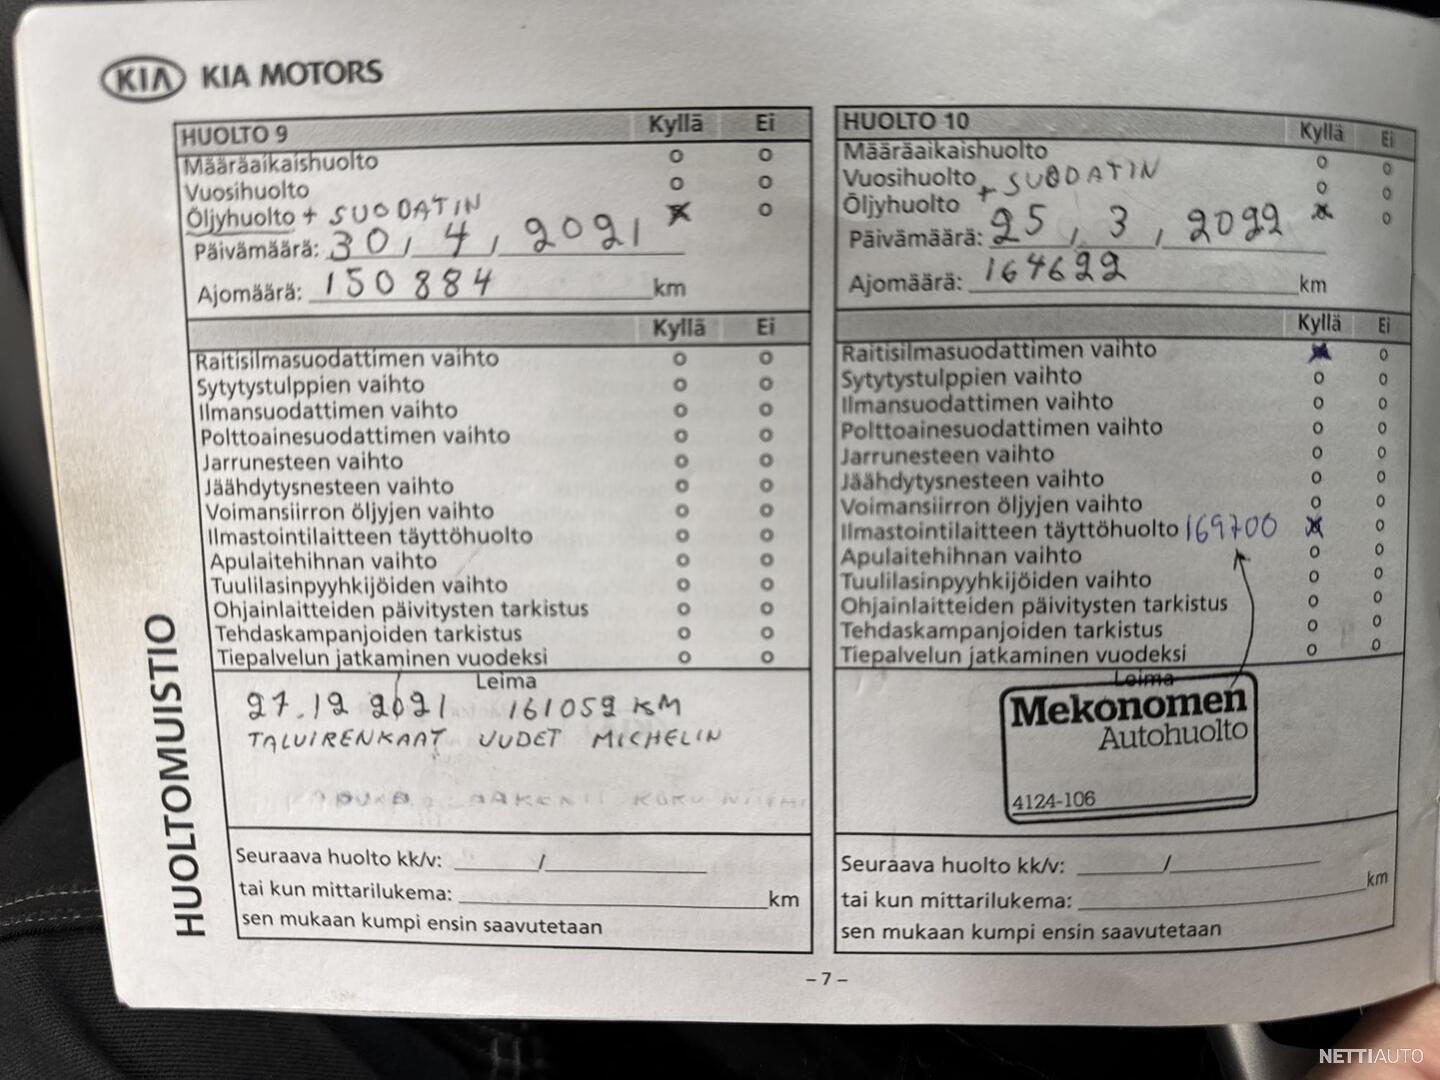 KIA KIA MOTORS
HUOLTOMUISTIO
HUOLTO 9 Kyllä Ei
Määräaikaishuolto
Vuosihuolto
Öljyhuolto + SUODATIN
Päivämäärä: 30, 4, 2021
Ajomäärä: 150 884 km
Kyllä Ei
Raitisilmasuodattimen vaihto
Sytytystulppien vaihto
Ilmansuodattimen vaihto
Polttoainesuodattimen vaihto
Jarrunesteen vaihto
Jäähdytysnesteen vaihto
Voimansiirron öljyjen vaihto
Ilmastointilaitteen täyttöhuolto
Apulaitehihnan vaihto
Tuulilasinpyyhkijöiden vaihto
Ohjainlaitteiden päivitysten tarkistus
Tehdaskampanjoiden tarkistus
Tiepalvelun jatkaminen vuodeksi
Leima
27.12 2021 161052 KM
TALVIRENKAAT UUDET MICHELIN
Seuraava huolto kk/v: /
tai kun mittarilukema: km
sen mukaan kumpi ensin saavutetaan
HUOLTO 10 Kyllä Ei
Määräaikaishuolto
Vuosihuolto + SUODATIN
Öljyhuolto
Päivämäärä: 25, 3, 2022
Ajomäärä: 164622 km
Kyllä Ei
Raitisilmasuodattimen vaihto
Sytytystulppien vaihto
Ilmansuodattimen vaihto
Polttoainesuodattimen vaihto
Jarrunesteen vaihto
Jäähdytysnesteen vaihto
Voimansiirron öljyjen vaihto
Ilmastointilaitteen täyttöhuolto 169700
Apulaitehihnan vaihto
Tuulilasinpyyhkijöiden vaihto
Ohjainlaitteiden päivitysten tarkistus
Tehdaskampanjoiden tarkistus
Tiepalvelun jatkaminen vuodeksi
Leima
Mekonomen
Autohuolto
4124-106
Seuraava huolto kk/v: /
tai kun mittarilukema: km
sen mukaan kumpi ensin saavutetaan
– 7 –
NETTIAUTO